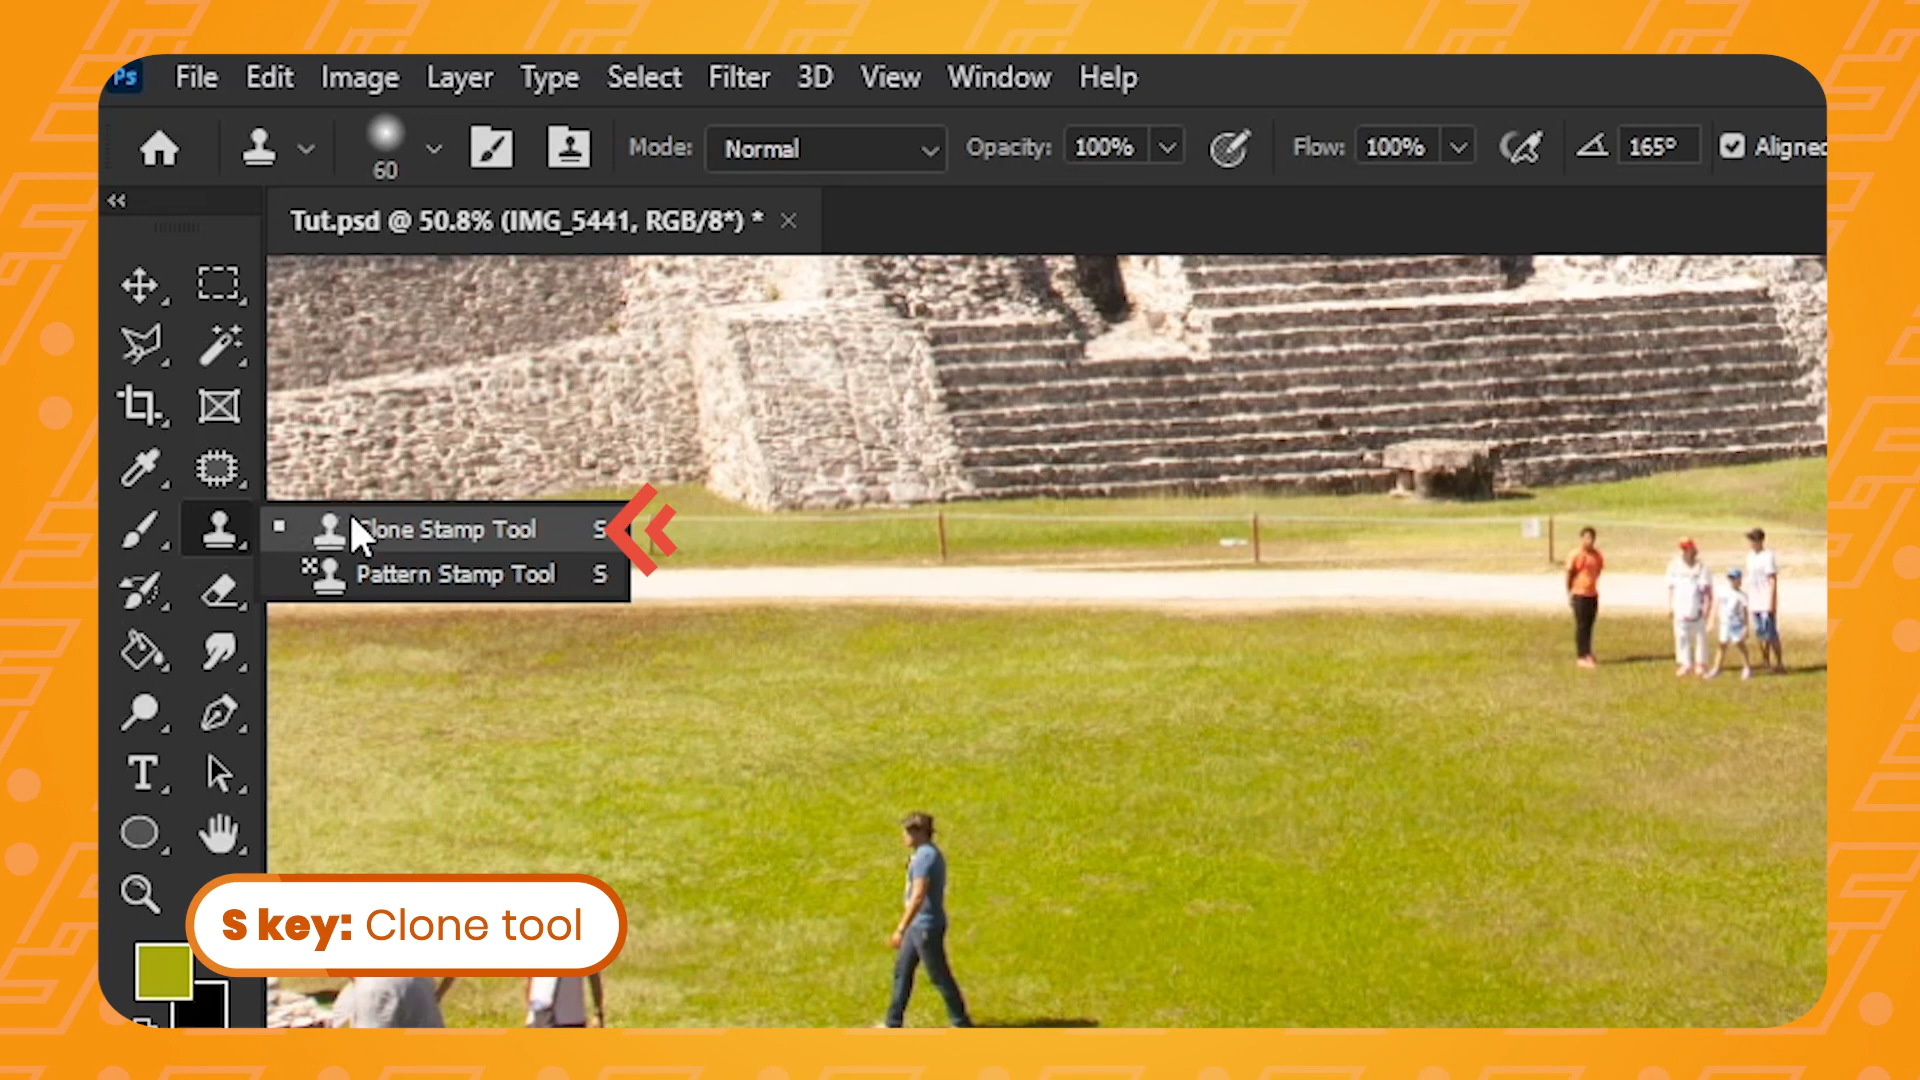 Ps File Edit Image Layer Type Select Filter 3D View Window Help
60 Mode: Normal Opacity: 100% Flow: 100% 165° Aligned
Tut.psd @ 50.8% (IMG_5441, RGB/8*) *
Clone Stamp Tool S
Pattern Stamp Tool S
S key: Clone tool